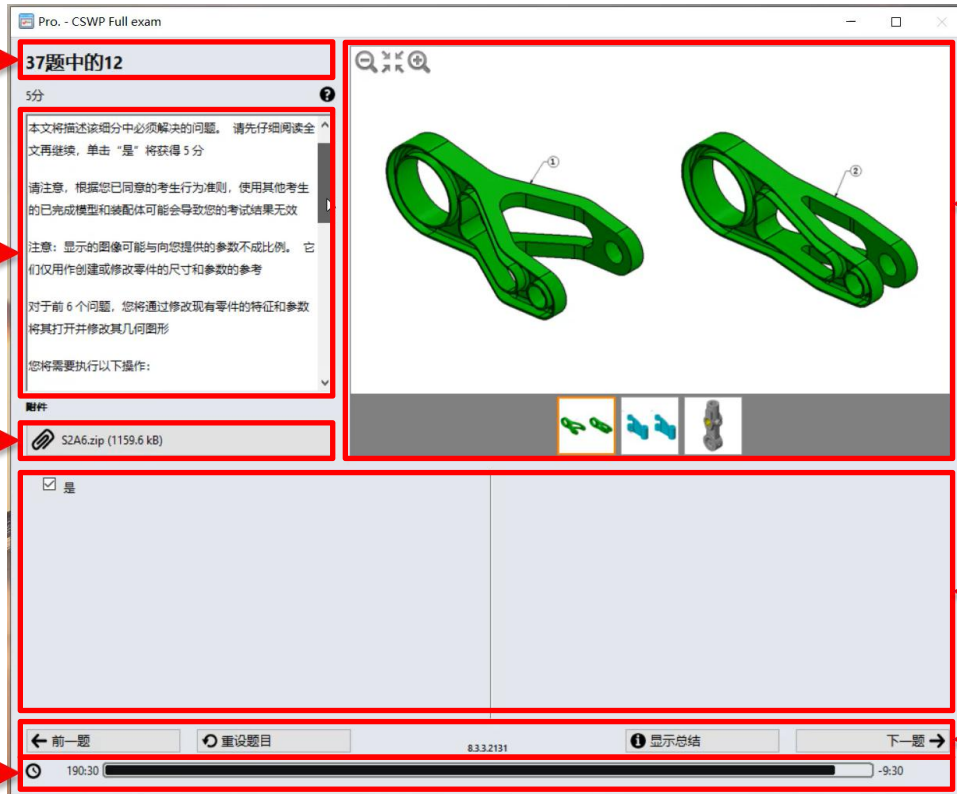 Pro. - CSWP Full exam
37题中的12
5分
本文将描述该细分中必须解决的问题。 请先仔细阅读全
文再继续，单击“是”将获得 5 分
请注意，根据您已同意的考生行为准则，使用其他考生
的已完成模型和装配体可能会导致您的考试结果无效
注意：显示的图像可能与向您提供的参数不成比例。 它
们仅用作创建或修改零件的尺寸和参数的参考
对于前 6 个问题，您将通过修改现有零件的特征和参数
将其打开并修改其几何图形
您将需要执行以下操作：
①
②
附件
S2A6.zip (1159.6 kB)
是
前一题
重设题目
8.3.3.2131
显示总结
下一题
190:30
-9:30